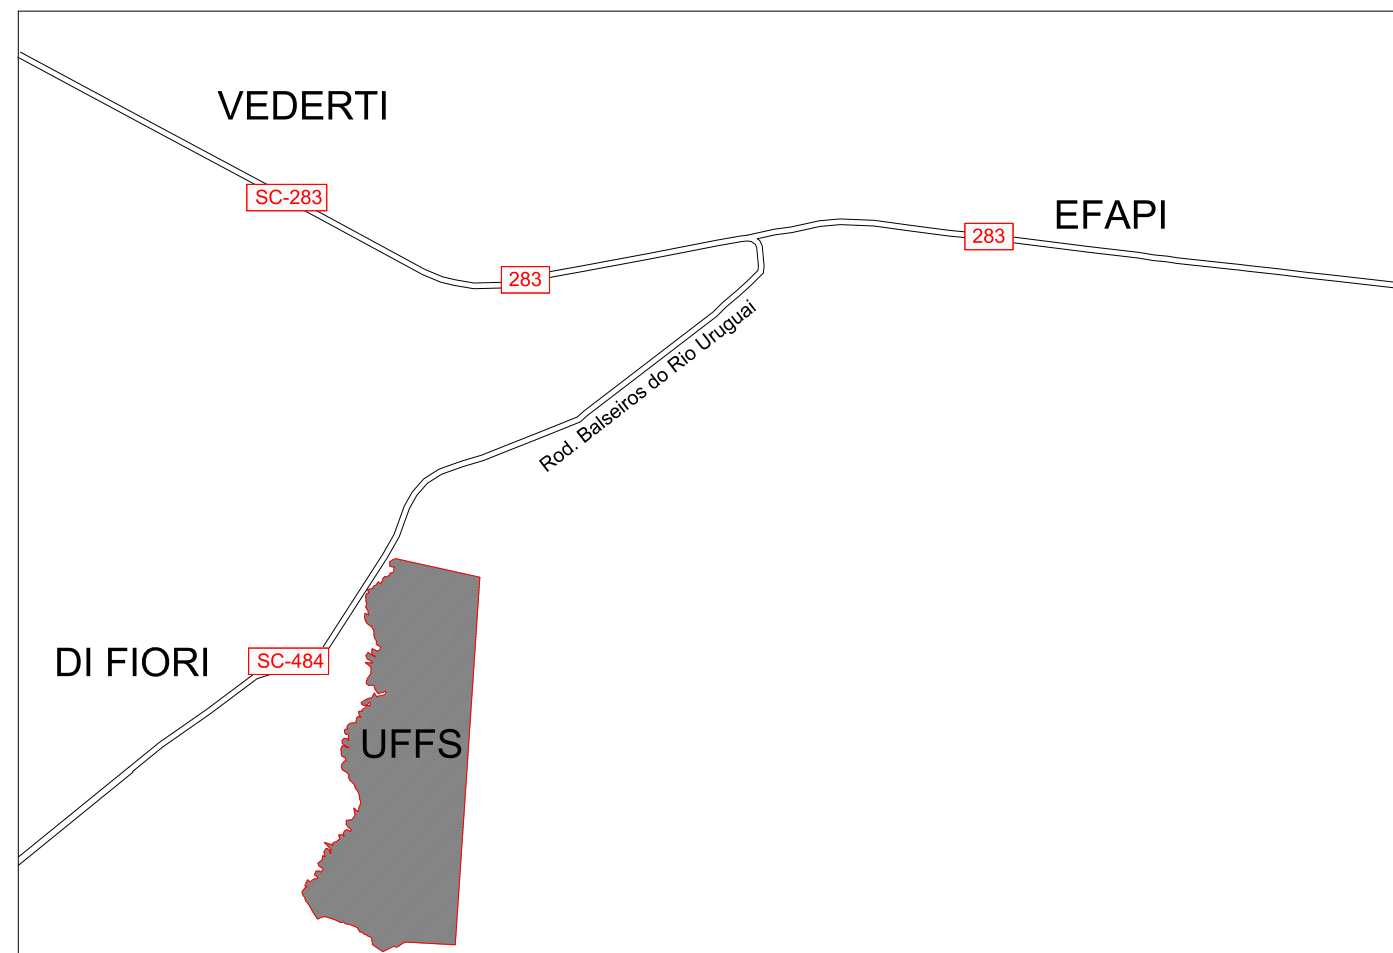 VEDERTI
SC-283
EFAPI
283
283
Rod. Balseiros do Rio Uruguai
DI FIORI
SC-484
UFFS